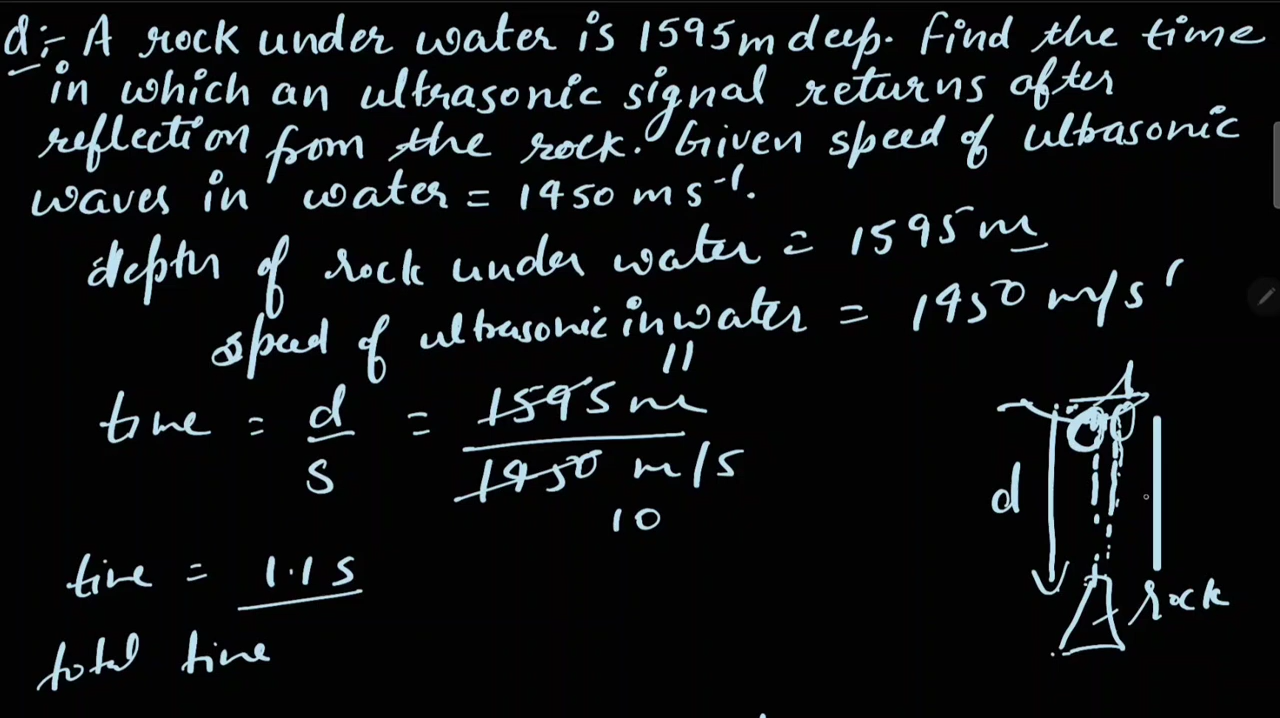 d:- A rock under water is 1595m deep. Find the time
in which an ultrasonic signal returns after
reflection from the rock. Given speed of ultrasonic
waves in water = 1450 m s⁻¹.
depth of rock under water = 1595 m
speed of ultrasonic in water = 1450 m/s
11
time = d/s = 1595 m / 1450 m/s
10
time = 1.1 s
total time
d
rock